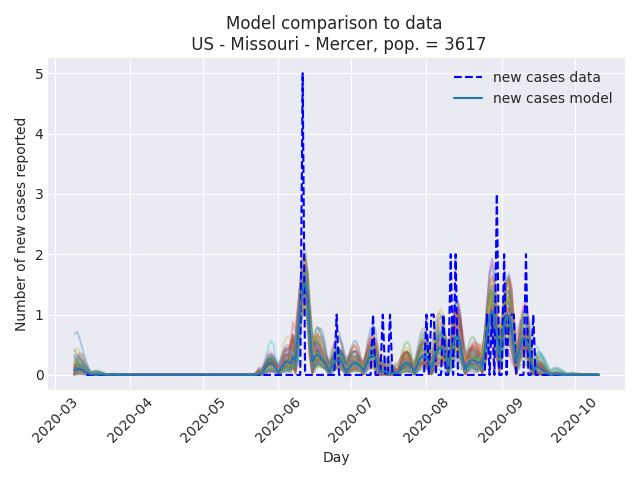 Model comparison to data
US - Missouri - Mercer, pop. = 3617
new cases data
new cases model
Number of new cases reported
5
4
3
2
1
0
2020-03
2020-04
2020-05
2020-06
2020-07
2020-08
2020-09
2020-10
Day